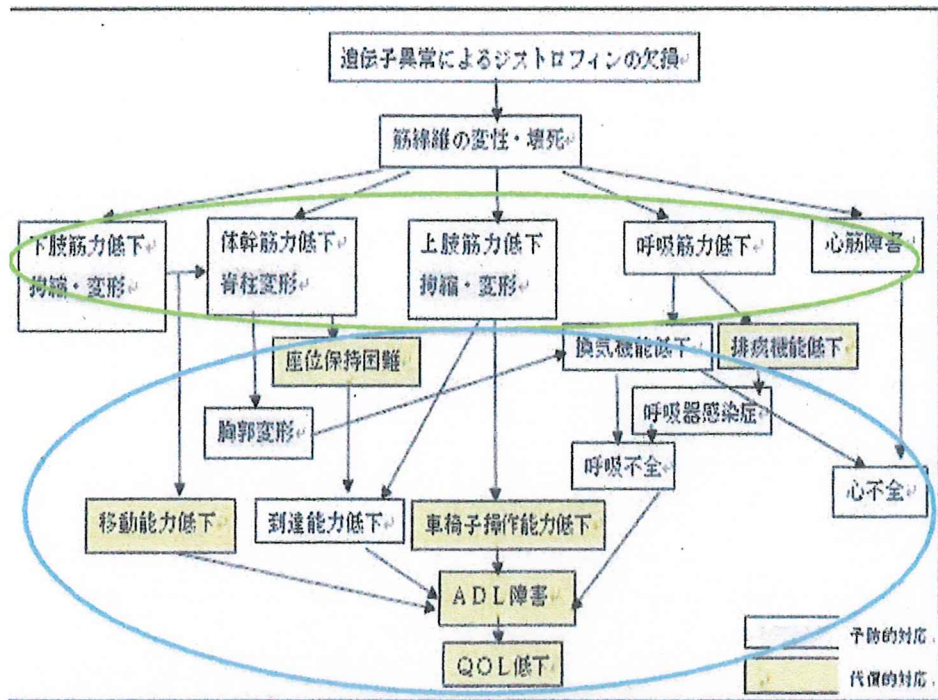 遺伝子異常によるジストロフィンの欠損
筋線維の変性・壊死
下肢筋力低下
拘縮・変形
体幹筋力低下
脊柱変形
上肢筋力低下
拘縮・変形
呼吸筋力低下
心筋障害
座位保持困難
換気機能低下
排痰機能低下
胸郭変形
呼吸器感染症
呼吸不全
心不全
移動能力低下
到達能力低下
車椅子操作能力低下
ADL障害
QOL低下
予防的対応
代償的対応